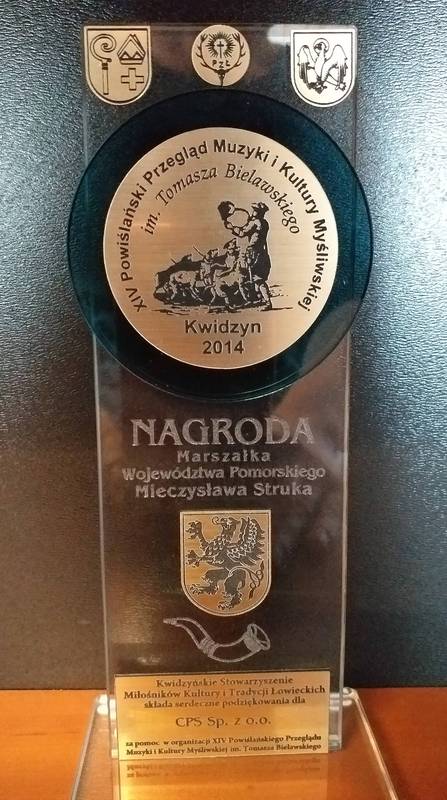 PZŁ
XIV Powiślański Przegląd Muzyki i Kultury Myśliwskiej
im. Tomasza Bielawskiego
Kwidzyn
2014
NAGRODA
Marszałka
Województwa Pomorskiego
Mieczysława Struka
Kwidzyńskie Stowarzyszenie
Miłośników Kultury i Tradycji Łowieckich
składa serdeczne podziękowania dla
CPS Sp. z o.o.
za pomoc w organizacji XIV Powiślańskiego Przeglądu
Muzyki i Kultury Myśliwskiej im. Tomasza Bielawskiego